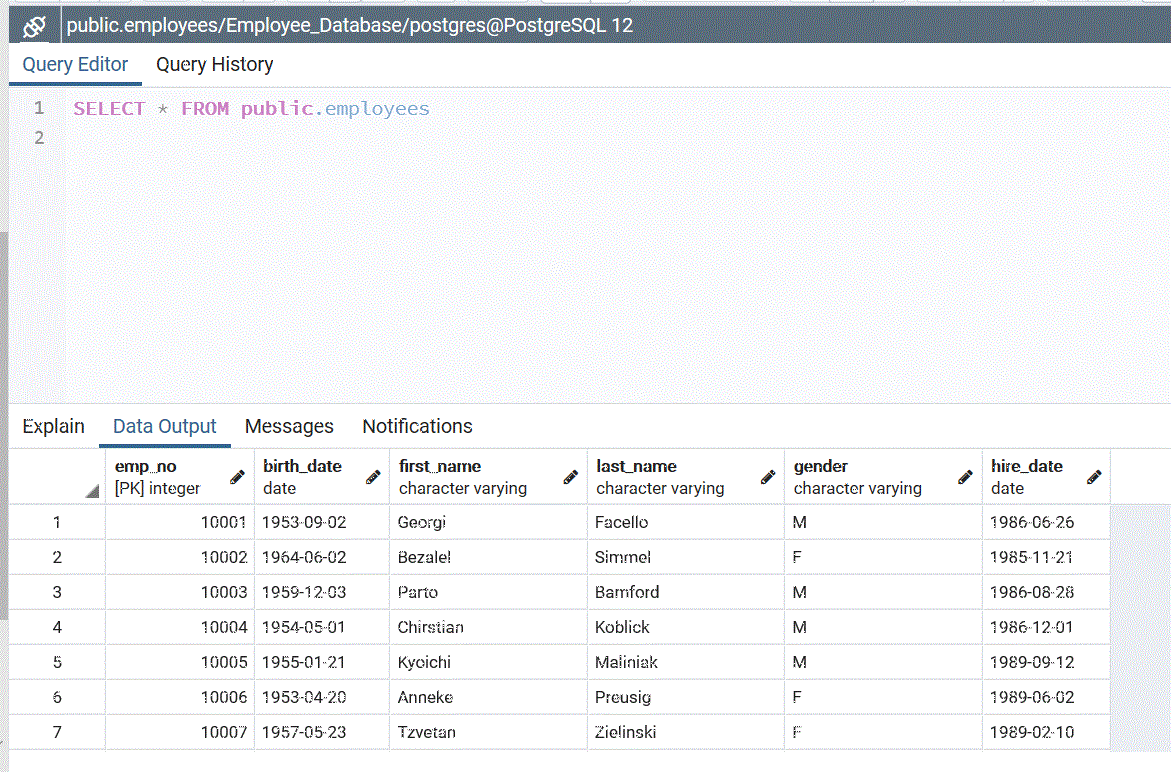 public.employees/Employee_Database/postgres@PostgreSQL 12
Query Editor Query History
1 SELECT * FROM public.employees
2
Explain Data Output Messages Notifications
emp_no birth_date first_name last_name gender hire_date
[PK] integer date character varying character varying character varying date
1 10001 1953-09-02 Georgi Facello M 1986-06-26
2 10002 1964-06-02 Bezalel Simmel F 1985-11-21
3 10003 1959-12-03 Parto Bamford M 1986-08-28
4 10004 1954-05-01 Chirstian Koblick M 1986-12-01
5 10005 1955-01-21 Kyoichi Maliniak M 1989-09-12
6 10006 1953-04-20 Anneke Preusig F 1989-06-02
7 10007 1957-05-23 Tzvetan Zielinski F 1989-02-10